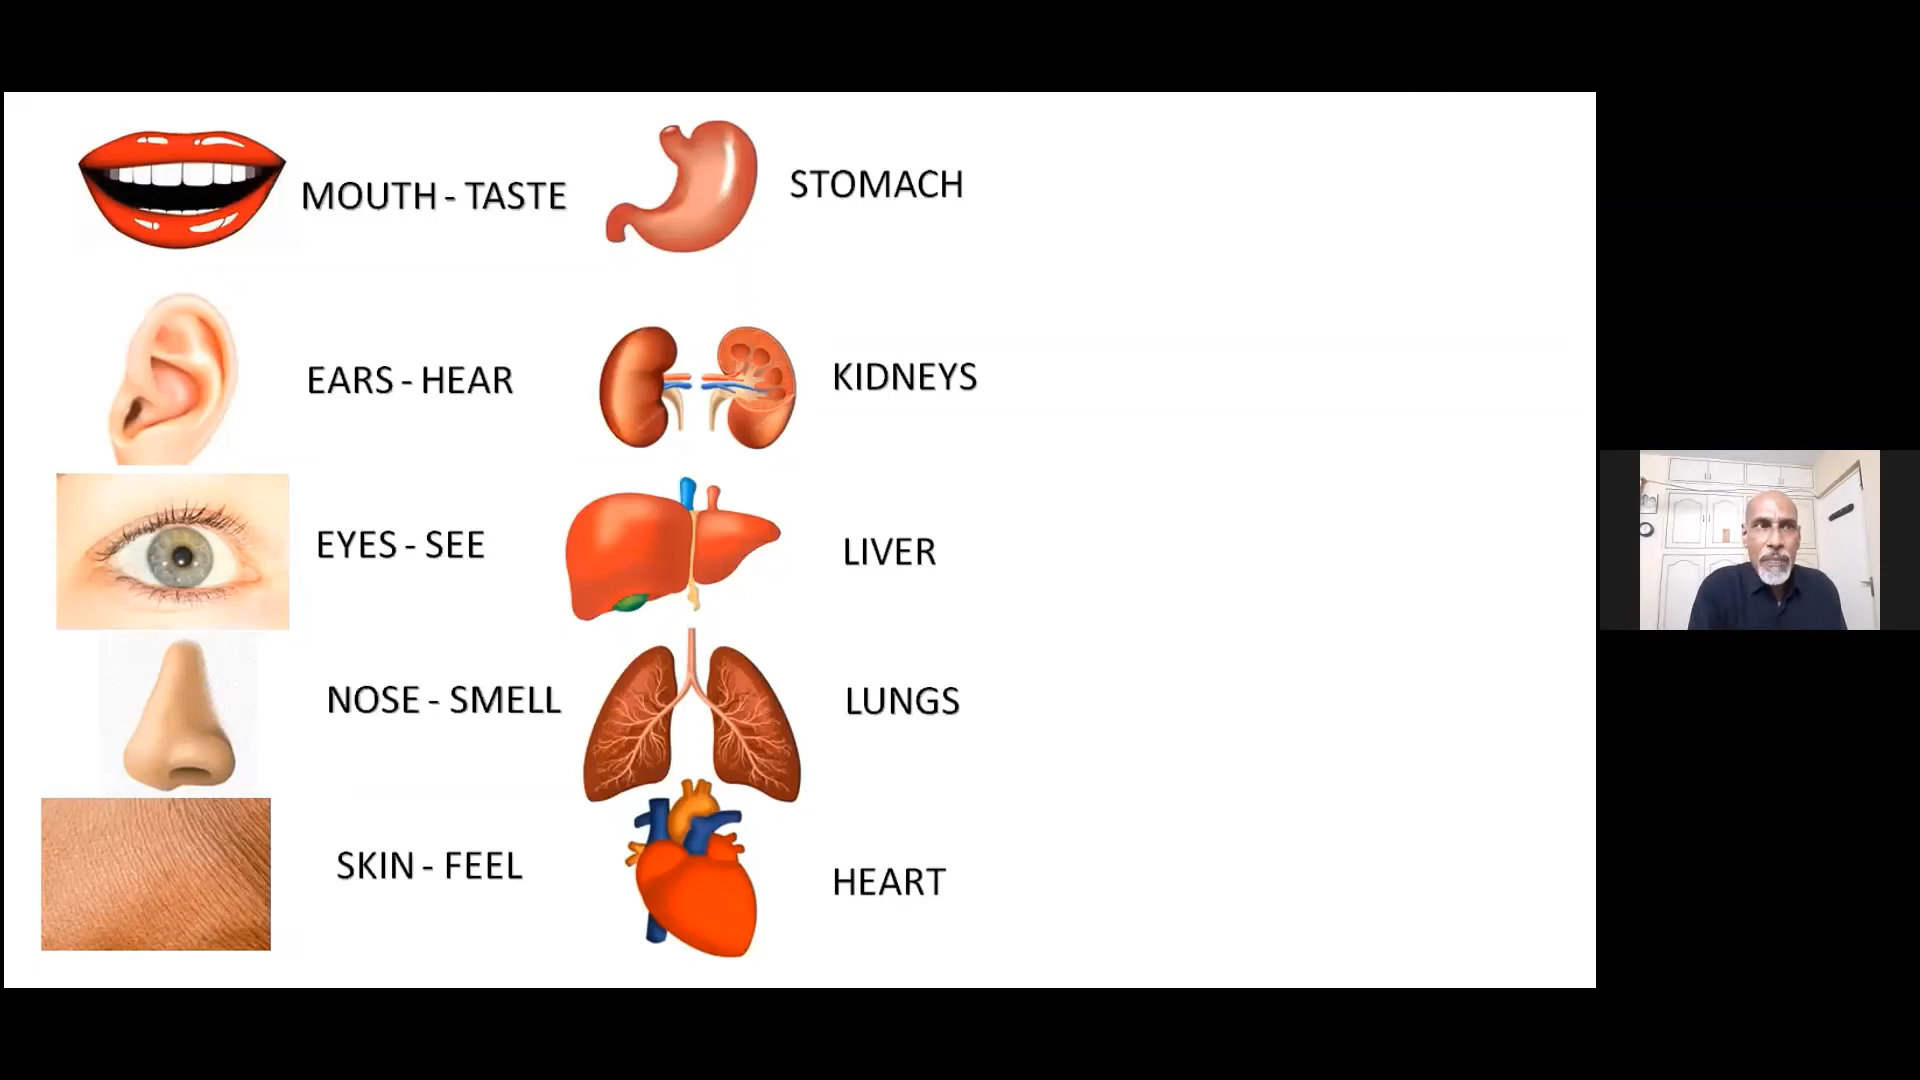 MOUTH - TASTE
STOMACH
EARS - HEAR
KIDNEYS
EYES - SEE
LIVER
NOSE - SMELL
LUNGS
SKIN - FEEL
HEART